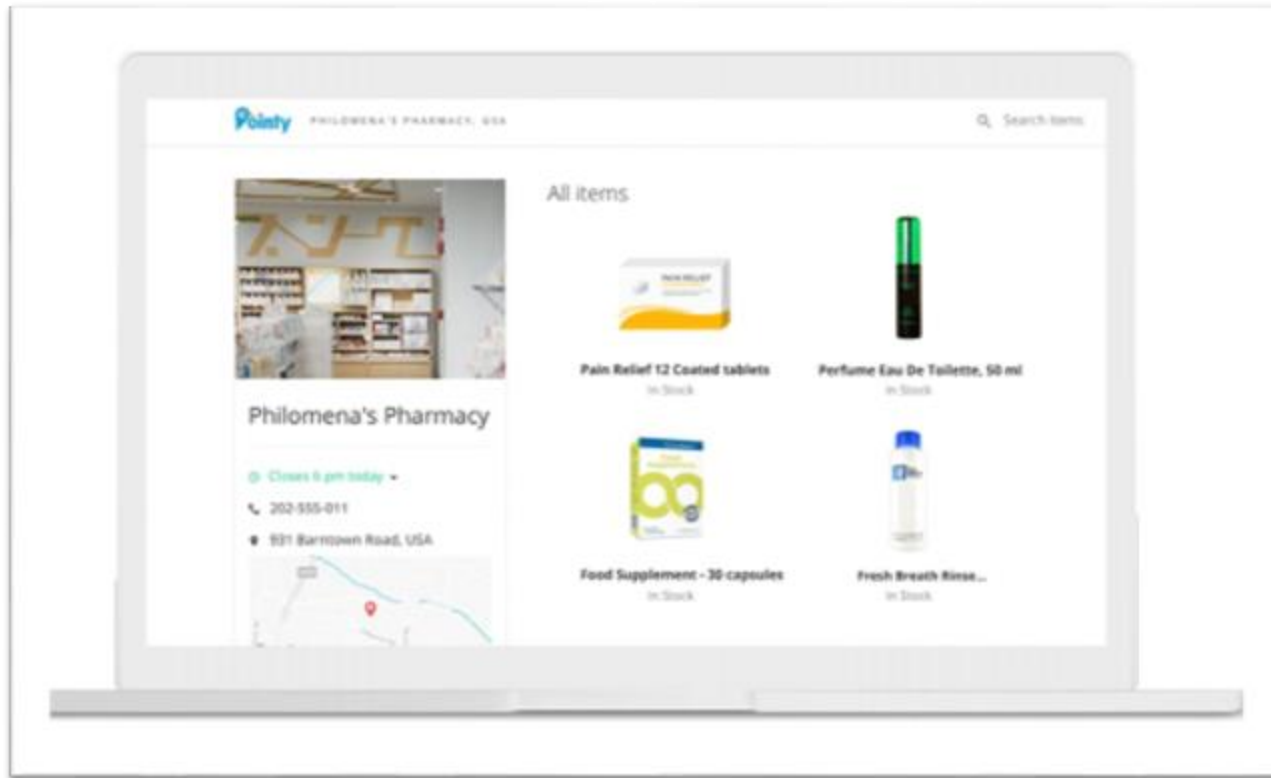 Pointy
PHILOMENA'S PHARMACY, USA
Search items
All items
PAIN RELIEF
Pain Relief 12 Coated tablets
In Stock
Perfume Eau De Toilette, 50 ml
In Stock
Philomena's Pharmacy
Closes 6 pm today
202-555-011
931 Barntown Road, USA
Food Supplement - 30 capsules
In Stock
Fresh Breath Rinse...
In Stock